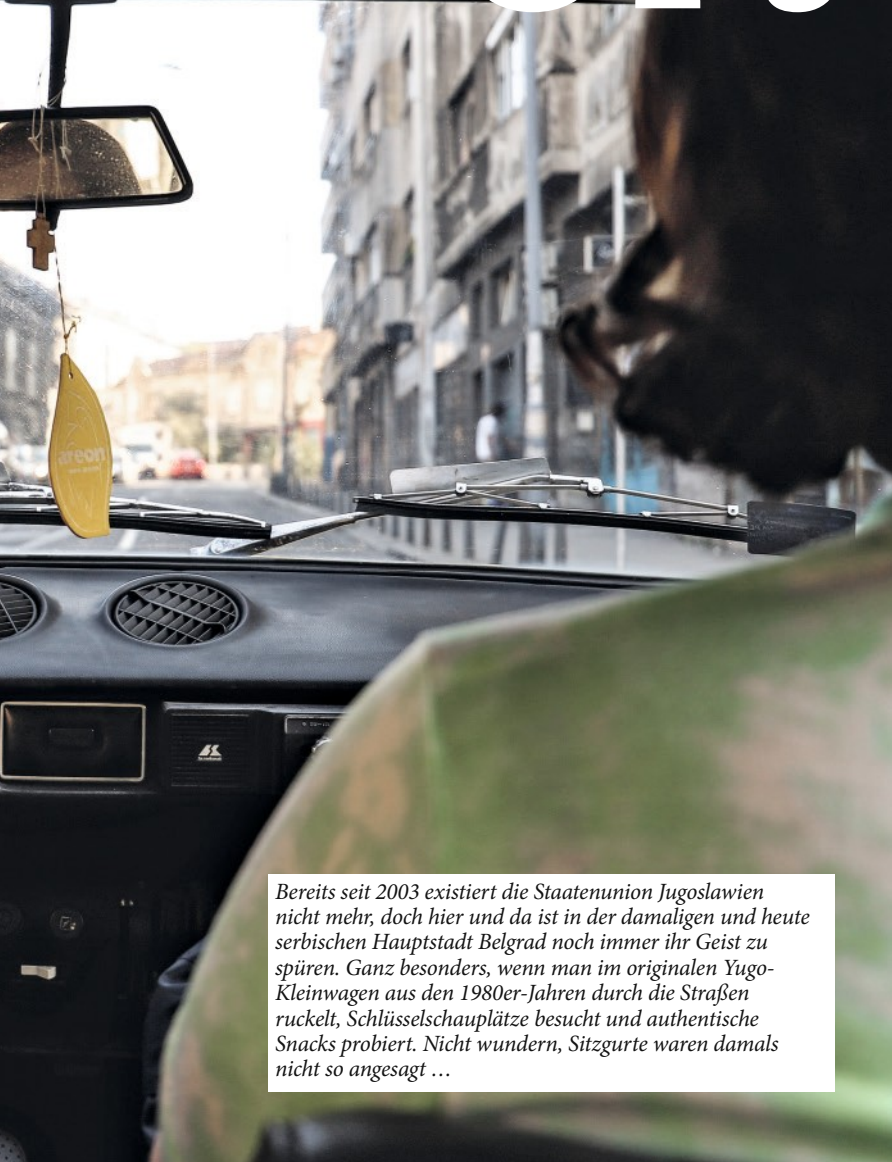 areon
Bereits seit 2003 existiert die Staatenunion Jugoslawien
nicht mehr, doch hier und da ist in der damaligen und heute
serbischen Hauptstadt Belgrad noch immer ihr Geist zu
spüren. Ganz besonders, wenn man im originalen Yugo-
Kleinwagen aus den 1980er-Jahren durch die Straßen
ruckelt, Schlüsselschauplätze besucht und authentische
Snacks probiert. Nicht wundern, Sitzgurte waren damals
nicht so angesagt …